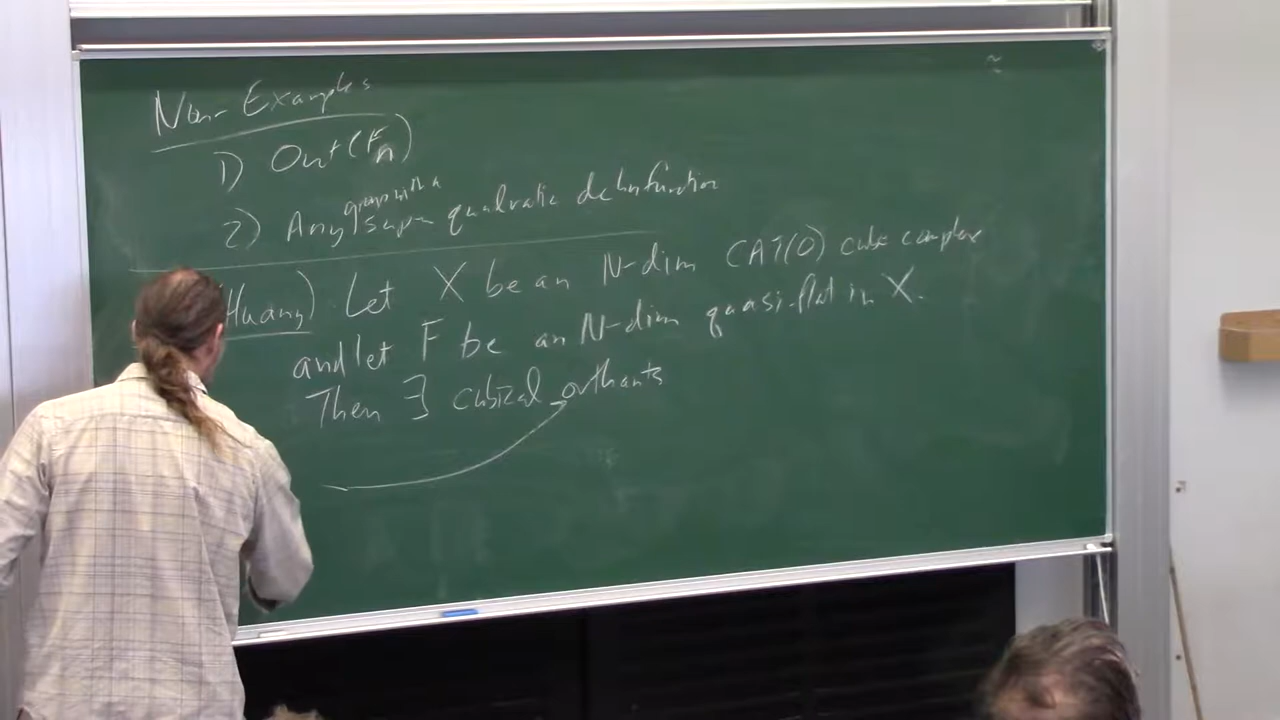 Non-Examples
1) Out(Fn)
group with a
2) Any super quadratic dehn function
Huang) Let X be an N-dim CAT(0) cube complex
and let F be an N-dim quasi-flat in X.
Then ∃ cubical orthants